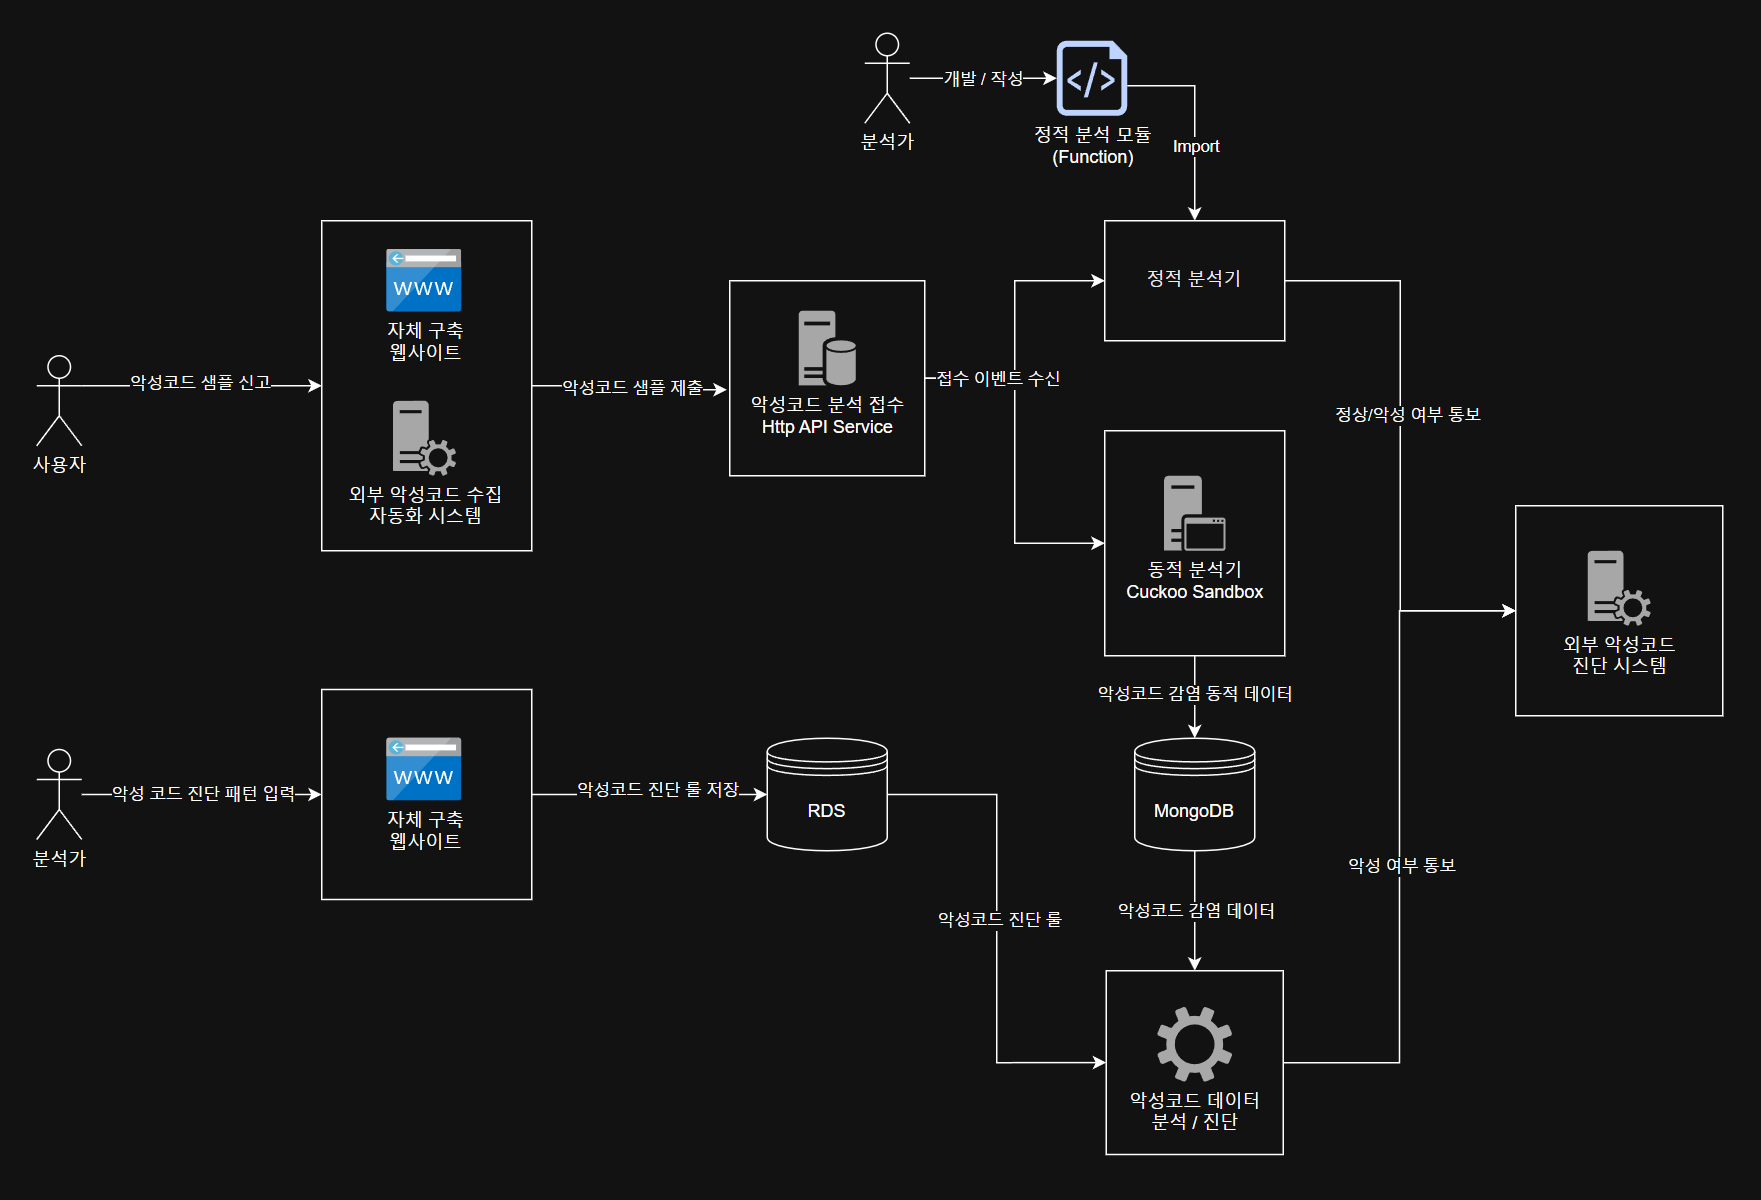 분석가
개발 / 작성
정적 분석 모듈
(Function)
Import
사용자
악성코드 샘플 신고
WWW
자체 구축
웹사이트
외부 악성코드 수집
자동화 시스템
악성코드 샘플 제출
악성코드 분석 접수
Http API Service
접수 이벤트 수신
정적 분석기
동적 분석기
Cuckoo Sandbox
정상/악성 여부 통보
외부 악성코드
진단 시스템
악성코드 감염 동적 데이터
분석가
악성 코드 진단 패턴 입력
WWW
자체 구축
웹사이트
악성코드 진단 룰 저장
RDS
MongoDB
악성코드 진단 룰
악성코드 감염 데이터
악성 여부 통보
악성코드 데이터
분석 / 진단